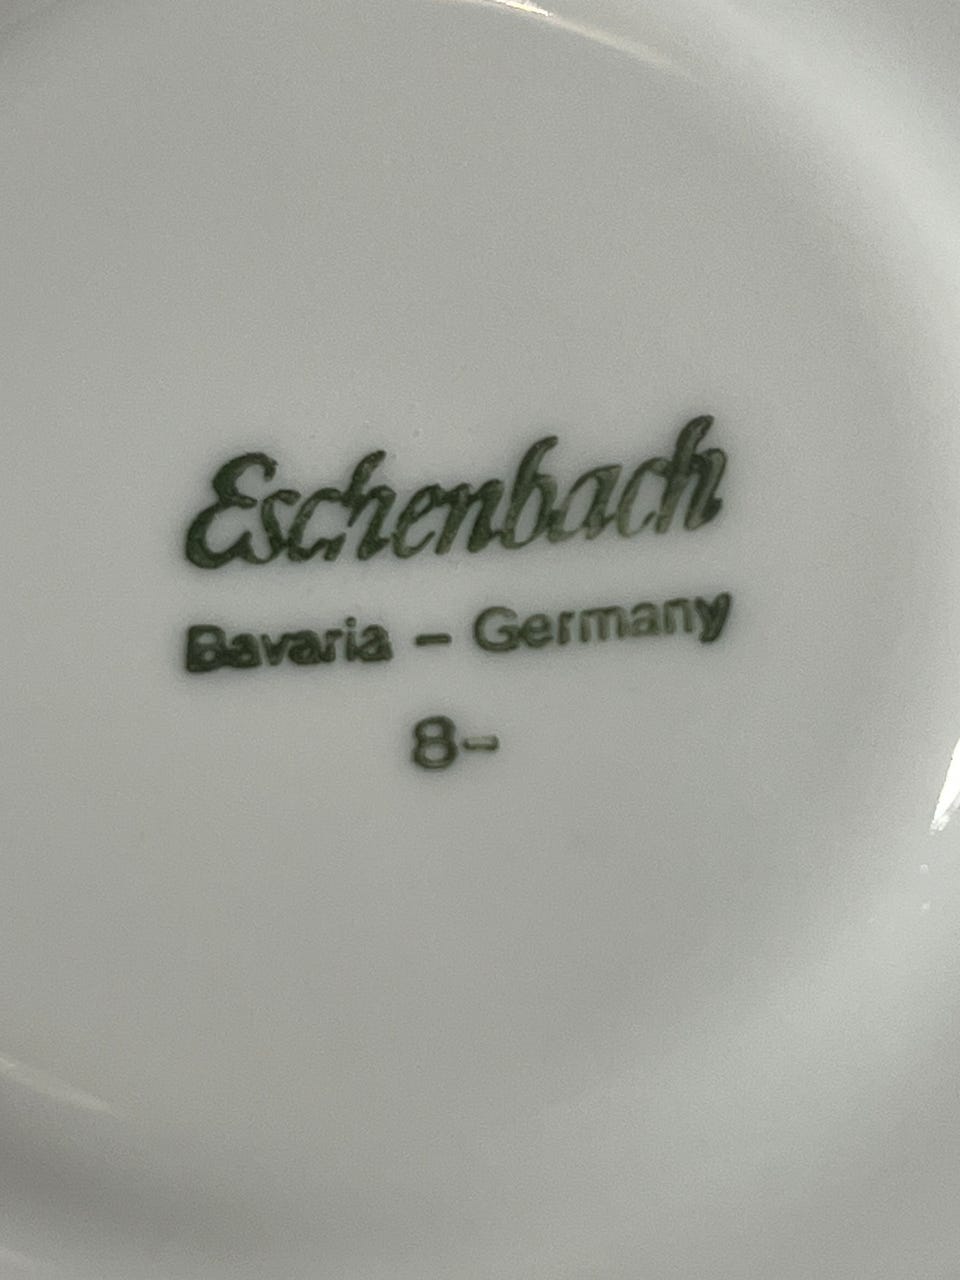 Eschenbach
Bavaria – Germany
8–